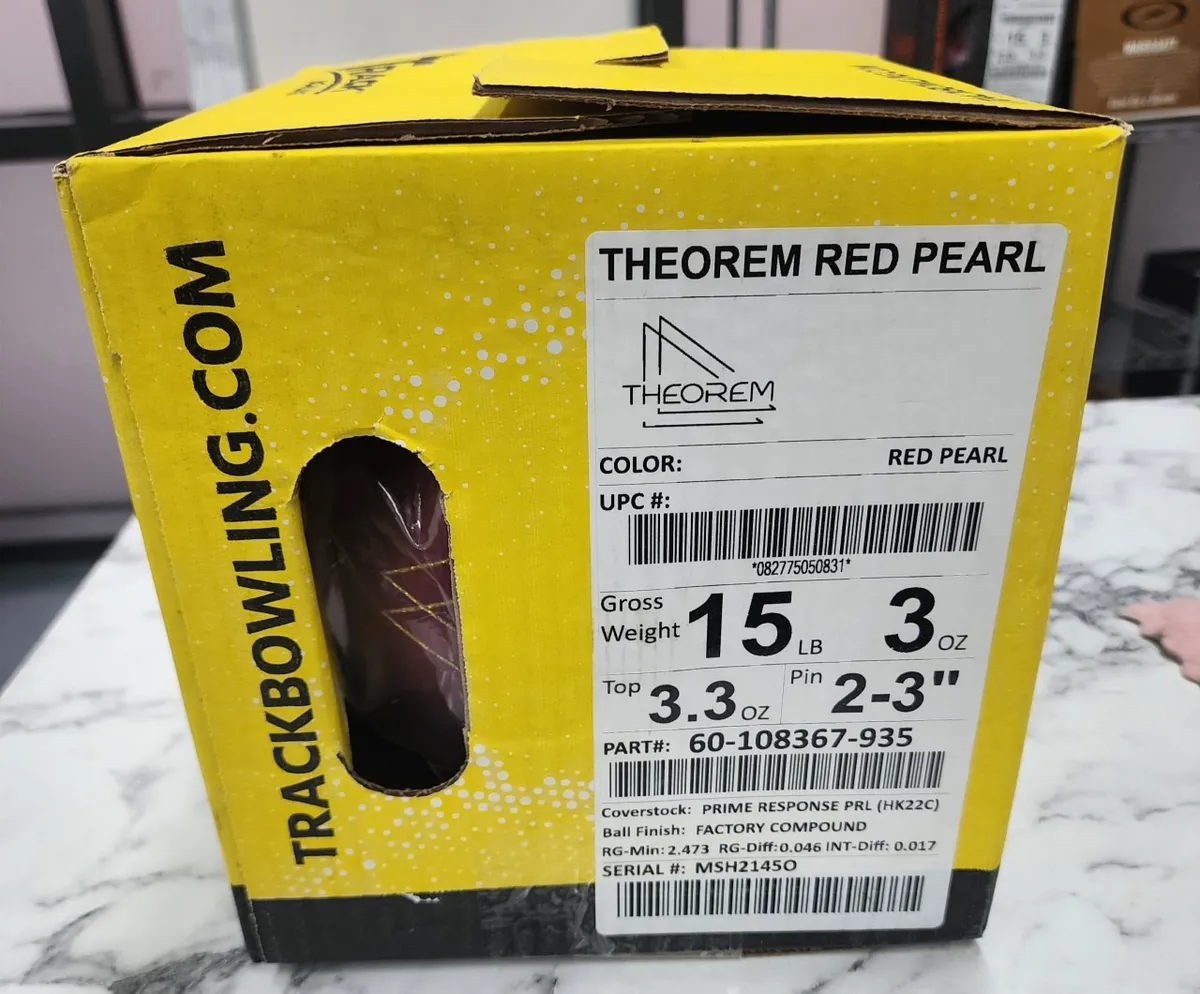 TRACK
TRACKBOWLING.COM
THEOREM RED PEARL
THEOREM
COLOR: RED PEARL
UPC #:
*082775050831*
Gross Weight 15 LB 3 OZ
Top 3.3 OZ Pin 2-3"
PART#: 60-108367-935
Coverstock: PRIME RESPONSE PRL (HK22C)
Ball Finish: FACTORY COMPOUND
RG-Min: 2.473 RG-Diff:0.046 INT-Diff: 0.017
SERIAL #: MSH2145O